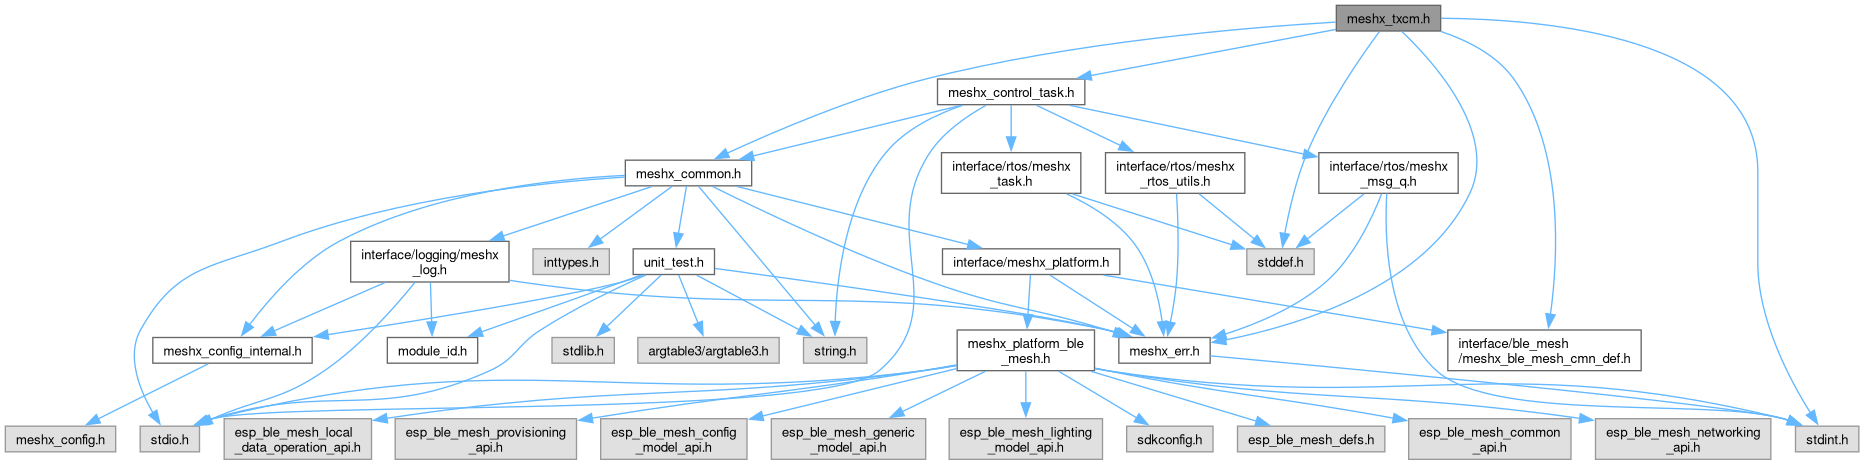 meshx_txcm.h
meshx_control_task.h
meshx_common.h
interface/rtos/meshx
_task.h
interface/rtos/meshx
_rtos_utils.h
interface/rtos/meshx
_msg_q.h
interface/logging/meshx
_log.h
inttypes.h
unit_test.h
interface/meshx_platform.h
stddef.h
meshx_config_internal.h
module_id.h
stdlib.h
argtable3/argtable3.h
string.h
meshx_platform_ble
_mesh.h
meshx_err.h
interface/ble_mesh
/meshx_ble_mesh_cmn_def.h
meshx_config.h
stdio.h
esp_ble_mesh_local
_data_operation_api.h
esp_ble_mesh_provisioning
_api.h
esp_ble_mesh_config
_model_api.h
esp_ble_mesh_generic
_model_api.h
esp_ble_mesh_lighting
_model_api.h
sdkconfig.h
esp_ble_mesh_defs.h
esp_ble_mesh_common
_api.h
esp_ble_mesh_networking
_api.h
stdint.h